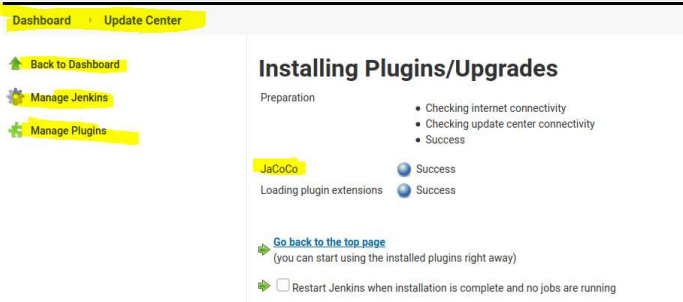 Dashboard Update Center
Back to Dashboard
Manage Jenkins
Manage Plugins
Installing Plugins/Upgrades
Preparation
Checking internet connectivity
Checking update center connectivity
Success
JaCoCo Success
Loading plugin extensions Success
Go back to the top page
(you can start using the installed plugins right away)
Restart Jenkins when installation is complete and no jobs are running